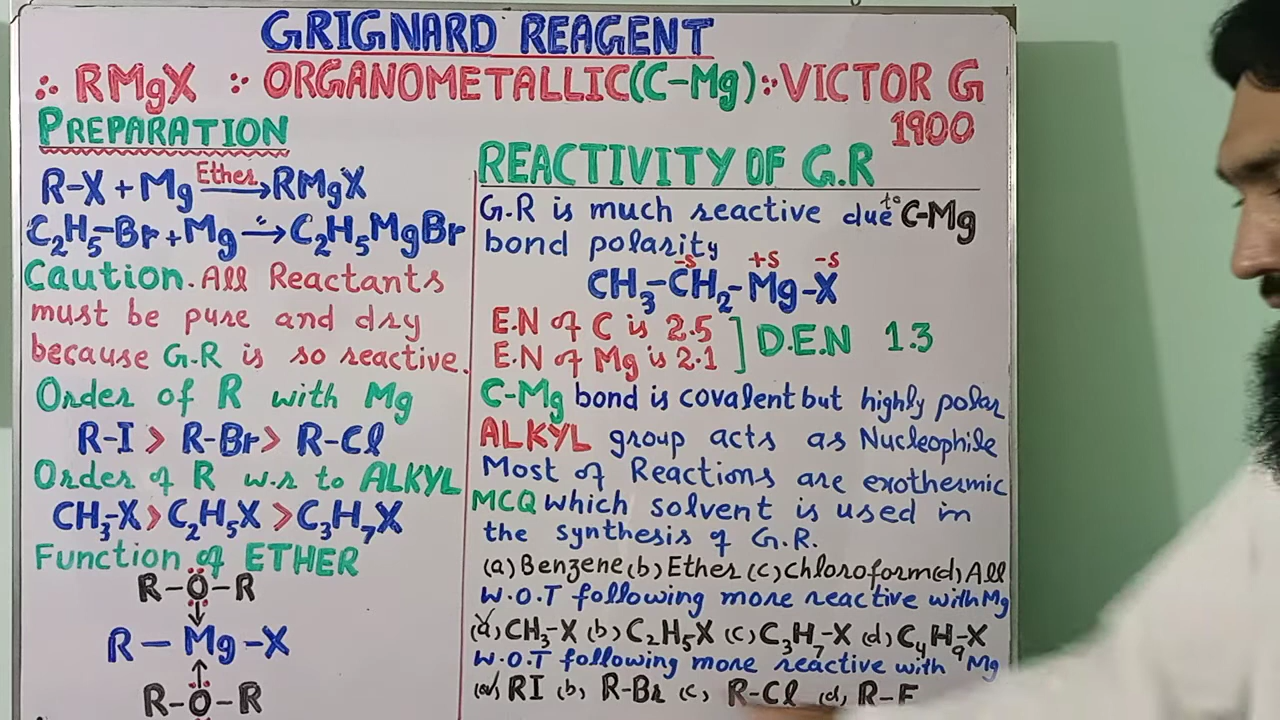 GRIGNARD REAGENT
∴ RMgX :- ORGANOMETALLIC(C-Mg):-VICTOR G
1900
PREPARATION
R-X + Mg Ether→ RMgX
C₂H₅-Br + Mg → C₂H₅MgBr
Caution. All Reactants
must be pure and dry
because G.R is so reactive.
Order of R with Mg
R-I > R-Br > R-Cl
Order of R w.r to ALKYL
CH₃-X > C₂H₅X > C₃H₇X
Function of ETHER
R-O-R
↓
R-Mg-X
↑
R-O-R
REACTIVITY OF G.R
G.R is much reactive due to C-Mg
bond polarity
-S +S -S
CH₃-CH₂-Mg-X
E.N of C is 2.5
E.N of Mg is 2.1 ] D.E.N 1.3
C-Mg bond is covalent but highly polar
ALKYL group acts as Nucleophile
Most of Reactions are exothermic
MCQ which solvent is used in
the synthesis of G.R.
(a) Benzene (b) Ether (c) Chloroform (d) All
W.O.T following more reactive with Mg
(a) CH₃-X (b) C₂H₅X (c) C₃H₇-X (d) C₄H₉-X
W.O.T following more reactive with Mg
(a) RI (b) R-Br (c) R-Cl (d) R-F